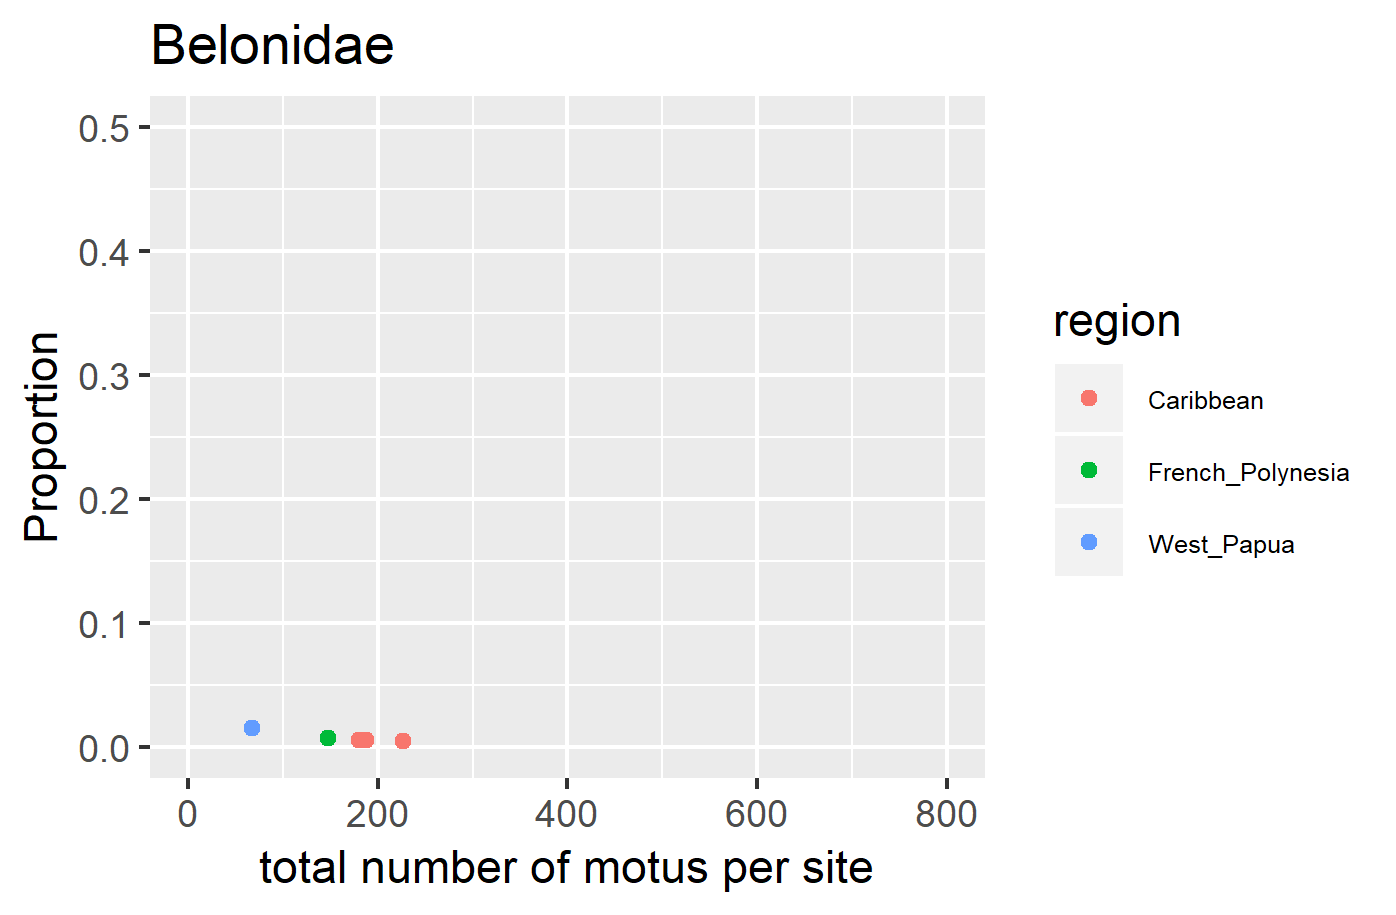 Belonidae
0.5
0.4
0.3
0.2
0.1
0.0
Proportion
0 200 400 600 800
total number of motus per site
region
Caribbean
French_Polynesia
West_Papua